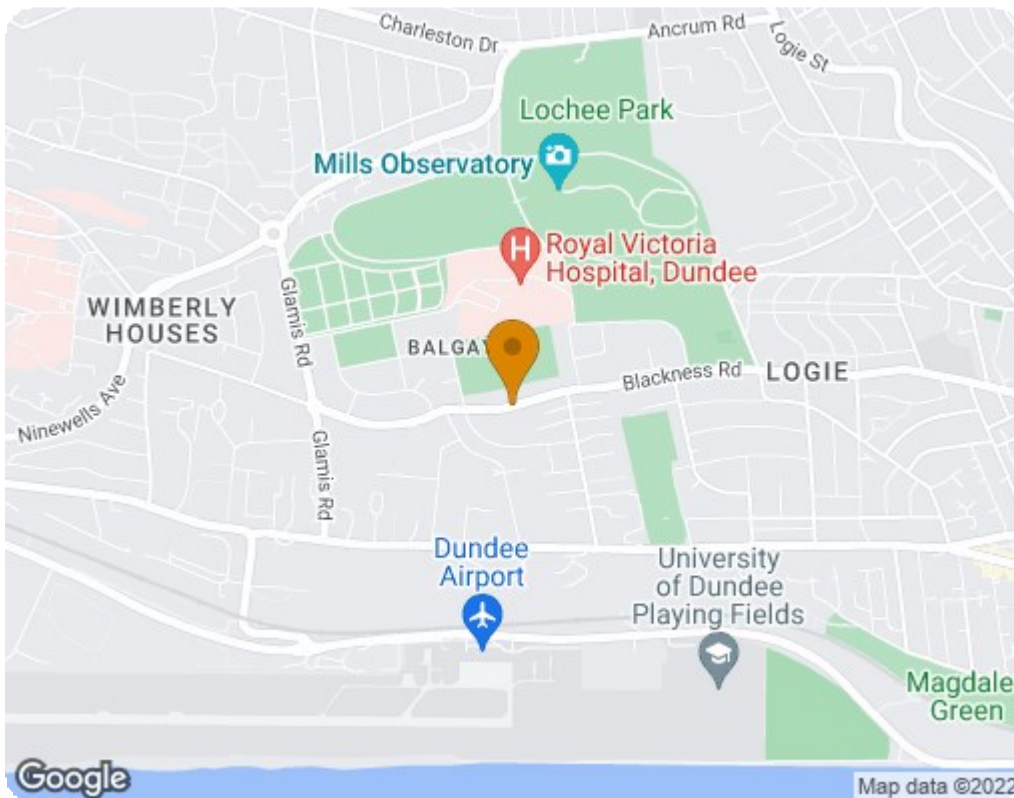 Charleston Dr
Ancrum Rd
Logie St
Lochee Park
Mills Observatory
H
Royal Victoria
Hospital, Dundee
WIMBERLY
HOUSES
Glamis Rd
BALGAY
Blackness Rd
LOGIE
Ninewells Ave
Glamis Rd
Dundee
Airport
University
of Dundee
Playing Fields
Magdale
Green
Google
Map data ©2022